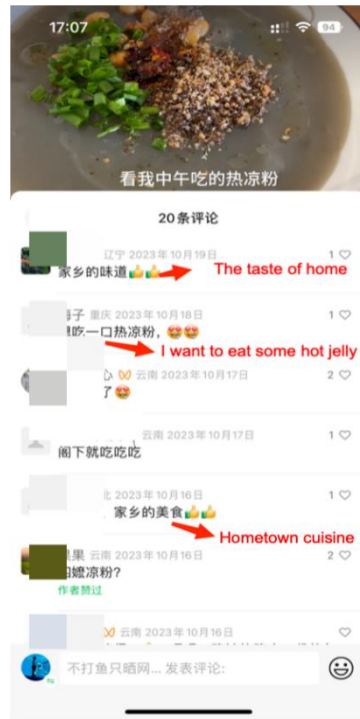 17:07
94
看我中午吃的热凉粉
20条评论
辽宁 2023年10月19日
1
家乡的味道👍👍
The taste of home
子 重庆 2023年10月18日
1
吃一口热凉粉，😍😍
I want to eat some hot jelly
心 云南 2023年10月17日
2
了😍
云南 2023年10月17日
1
阁下就吃吃吃
2023年10月16日
1
家乡的美食👍👍
Hometown cuisine
果 云南 2023年10月16日
2
嬷凉粉?
作者赞过
云南 2023年10月16日
不打鱼只晒网... 发表评论: